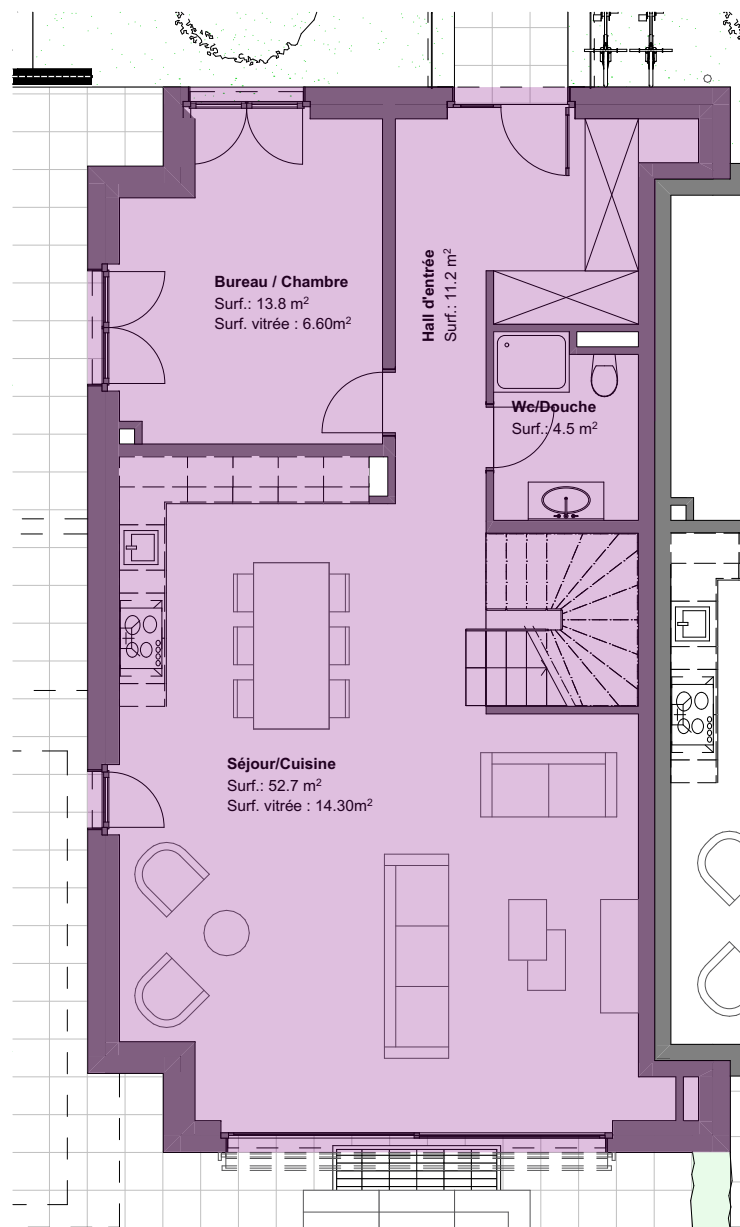 Bureau / Chambre
Surf.: 13.8 m²
Surf. vitrée : 6.60m²
Hall d'entrée
Surf.: 11.2 m²
Wc/Douche
Surf.: 4.5 m²
Séjour/Cuisine
Surf.: 52.7 m²
Surf. vitrée : 14.30m²